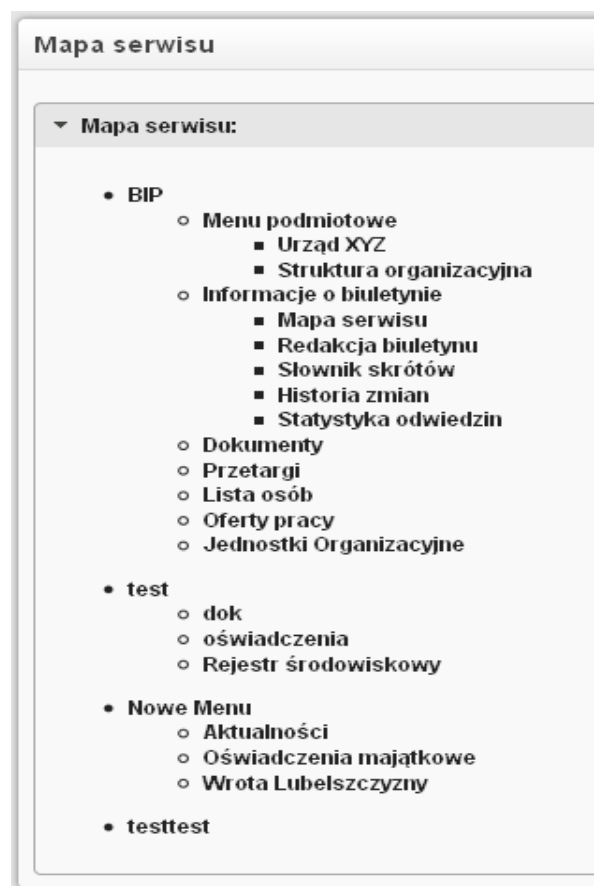 Mapa serwisu
Mapa serwisu:
BIP
Menu podmiotowe
Urząd XYZ
Struktura organizacyjna
Informacje o biuletynie
Mapa serwisu
Redakcja biuletynu
Słownik skrótów
Historia zmian
Statystyka odwiedzin
Dokumenty
Przetargi
Lista osób
Oferty pracy
Jednostki Organizacyjne
test
dok
oświadczenia
Rejestr środowiskowy
Nowe Menu
Aktualności
Oświadczenia majątkowe
Wrota Lubelszczyzny
testtest